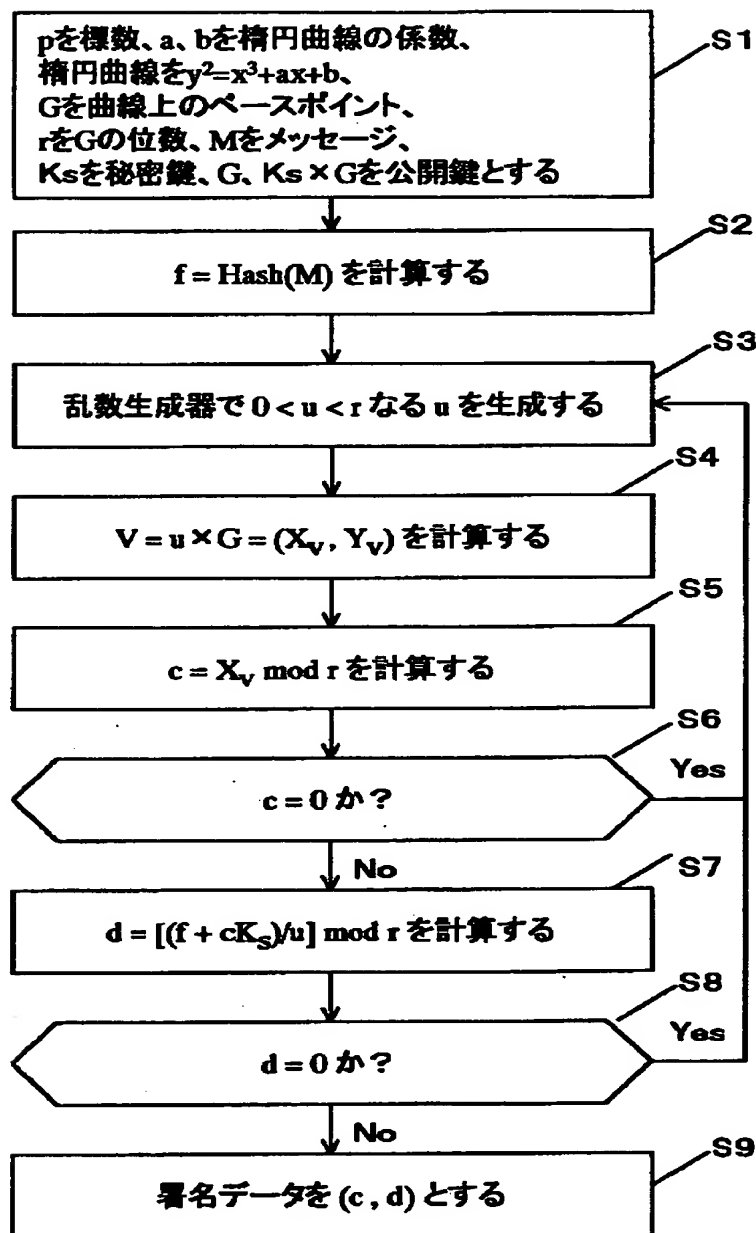 pを標数、a、bを楕円曲線の係数、
楕円曲線をy²=x³+ax+b、
Gを曲線上のベースポイント、
rをGの位数、Mをメッセージ、
Ksを秘密鍵、G、Ks×Gを公開鍵とする
S1
f = Hash(M) を計算する
S2
乱数生成器で 0 < u < r なる u を生成する
S3
V = u × G = (X_V, Y_V) を計算する
S4
c = X_V mod r を計算する
S5
c = 0 か?
S6
Yes
No
d = [(f + cK_S)/u] mod r を計算する
S7
d = 0 か?
S8
Yes
No
署名データを (c , d) とする
S9